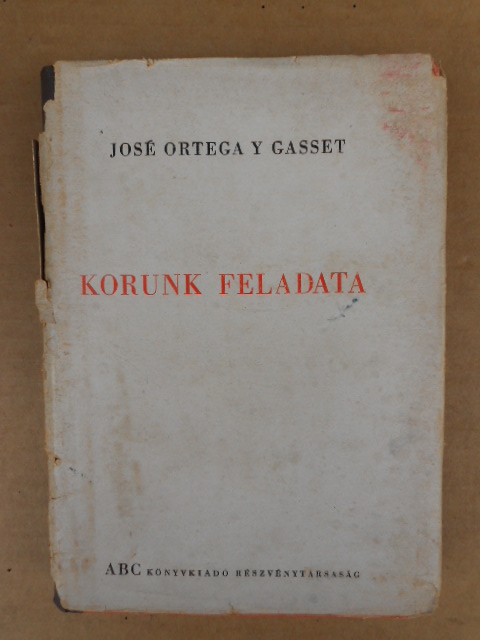 JOSÉ ORTEGA Y GASSET
KORUNK FELADATA
ABC KÖNYVKIADÓ RÉSZVÉNYTÁRSASÁG